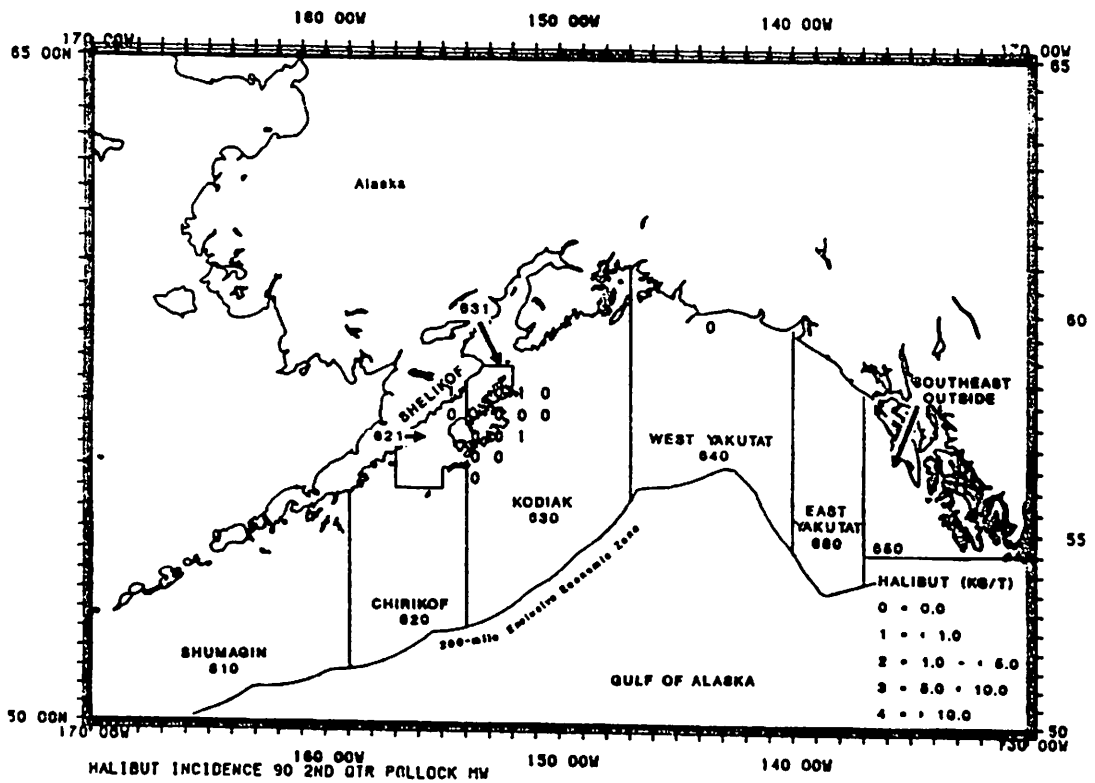 160 00W 150 00W 140 00W
170 00W 170 00W
65 00N 65
Alaska
631
60
0
SHELIKOF
SOUTHEAST
OUTSIDE
1 0
0 0
621
1
WEST YAKUTAT
640
0 0
0
KODIAK
630
EAST
YAKUTAT
680
55
650
200-mile Exclusive Economic Zone
HALIBUT (KG/T)
0 = 0.0
1 = < 1.0
2 = 1.0 - < 5.0
3 = 5.0 < 10.0
4 = > 10.0
CHIRIKOF
620
SHUMAGIN
610
GULF OF ALASKA
50 00N 50
170 00W 130 00W
160 00W 150 00W 140 00W
HALIBUT INCIDENCE 90 2ND QTR POLLOCK MW